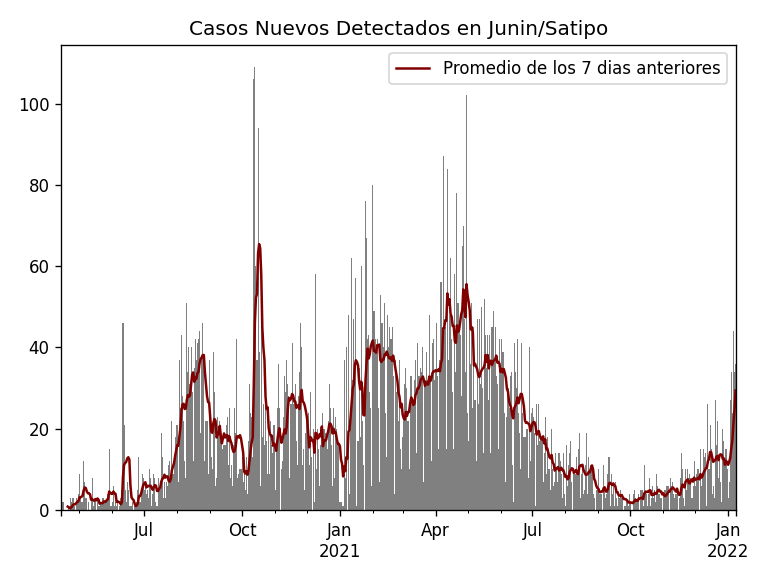 Casos Nuevos Detectados en Junin/Satipo
Promedio de los 7 dias anteriores
100
80
60
40
20
0
Jul Oct Jan Apr Jul Oct Jan
2021 2022